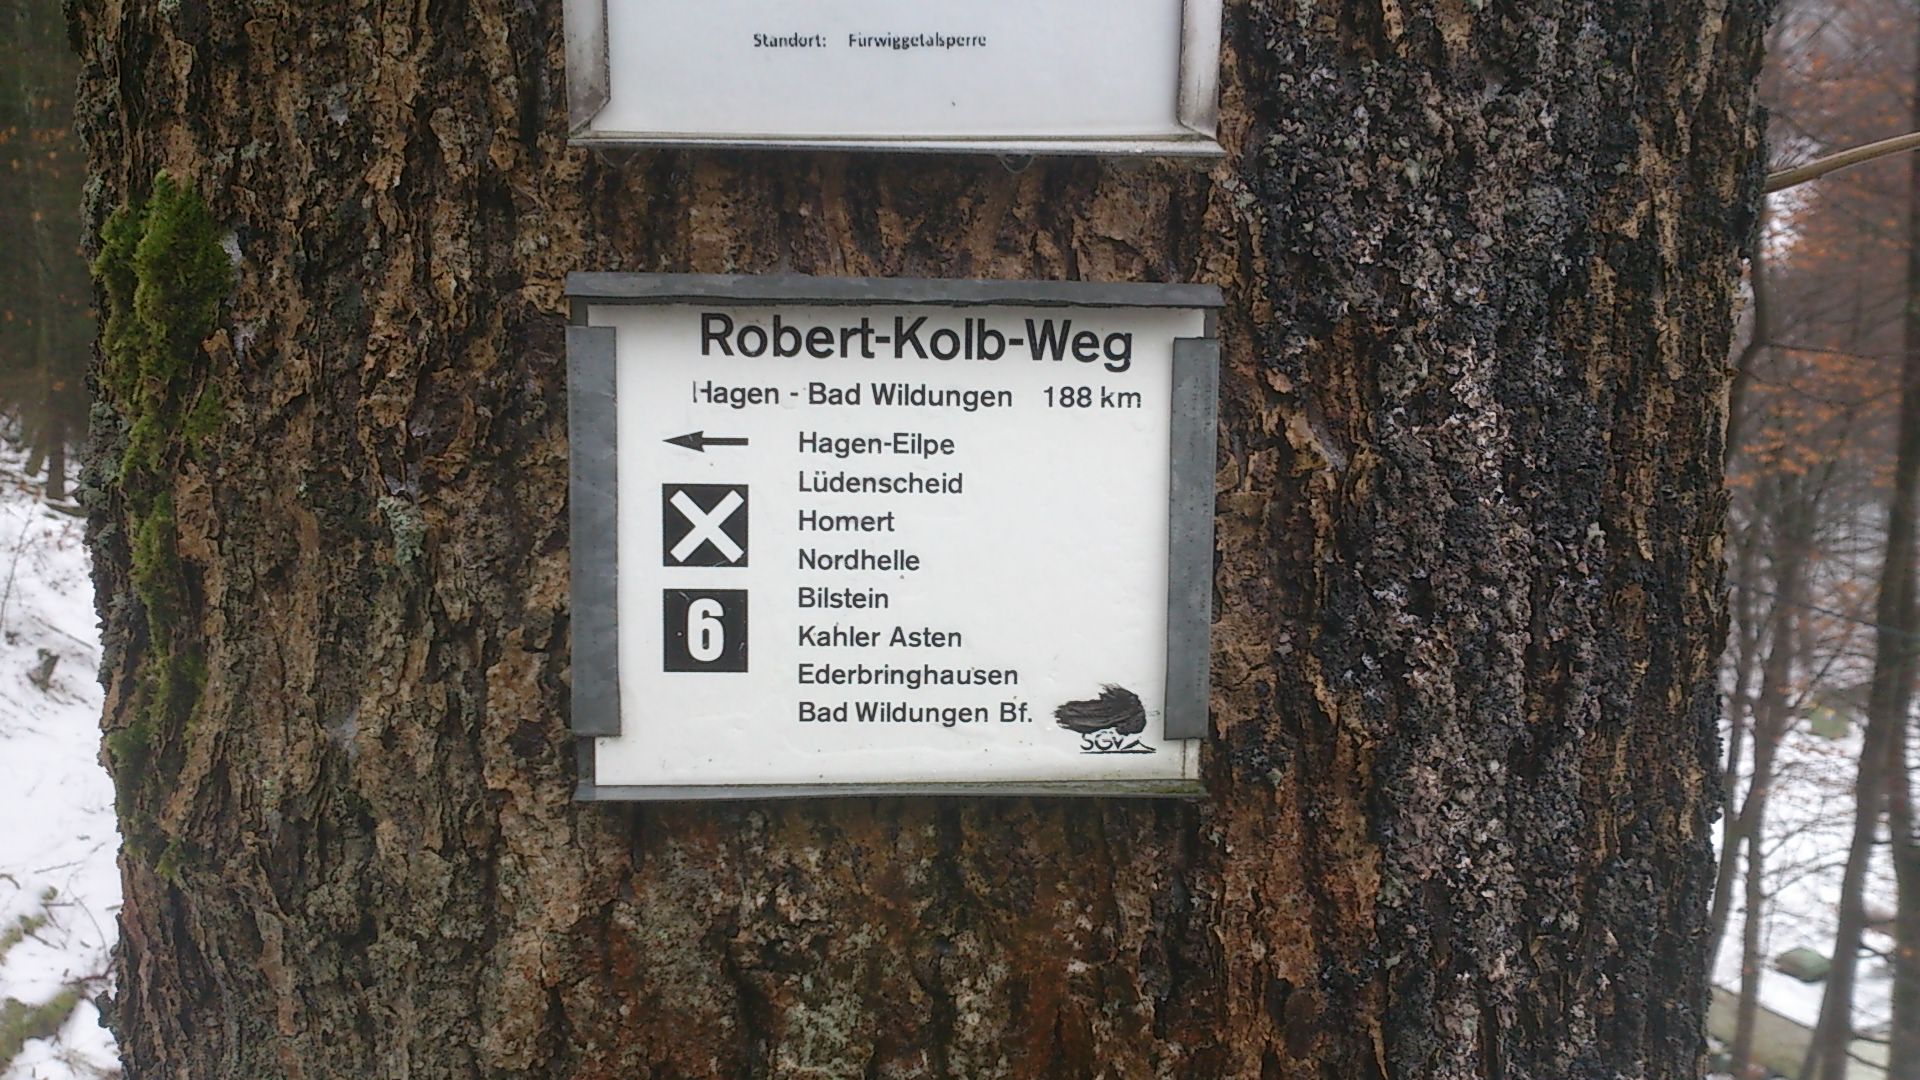 Standort: Fürwiggetalsperre
Robert-Kolb-Weg
Hagen - Bad Wildungen 188 km
Hagen-Eilpe
Lüdenscheid
Homert
Nordhelle
6
Bilstein
Kahler Asten
Ederbringhausen
Bad Wildungen Bf.
SGV